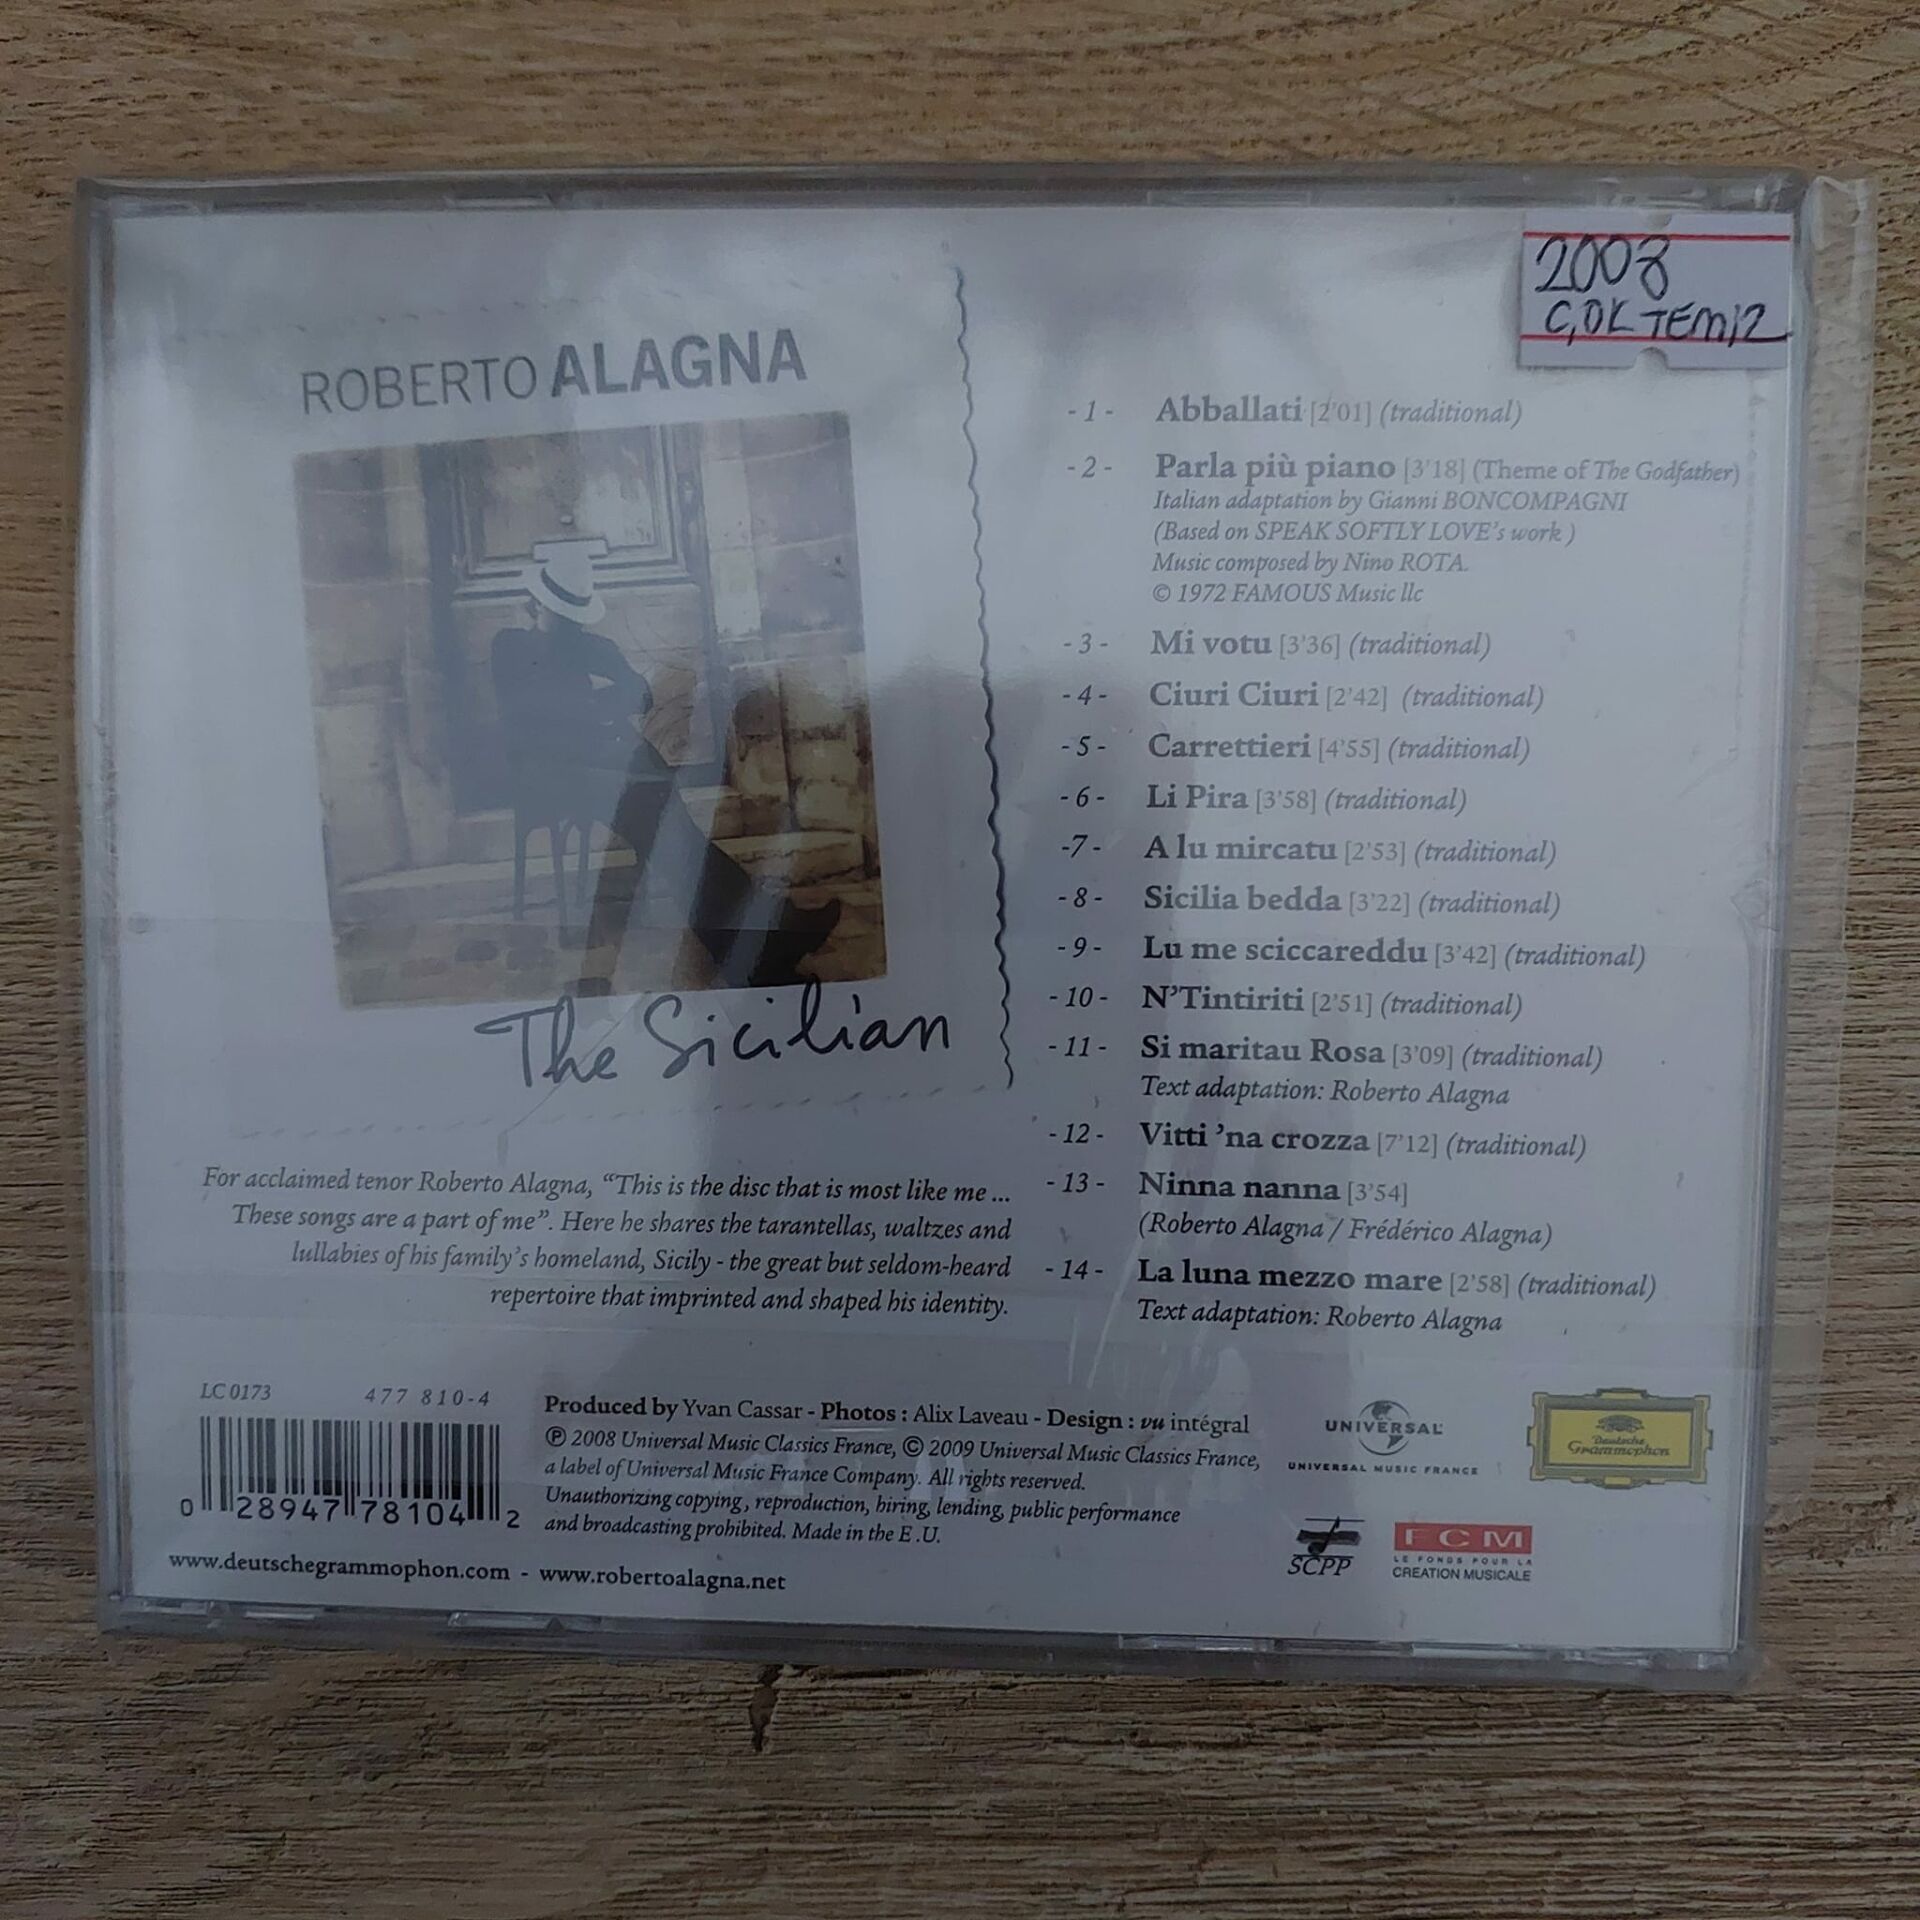 2008
ÇOK TEMİZ
ROBERTO ALAGNA
The Sicilian
For acclaimed tenor Roberto Alagna, “This is the disc that is most like me ...
These songs are a part of me”. Here he shares the tarantellas, waltzes and
lullabies of his family’s homeland, Sicily - the great but seldom-heard
repertoire that imprinted and shaped his identity.
- 1 - Abballati [2’01] (traditional)
- 2 - Parla più piano [3’18] (Theme of The Godfather)
Italian adaptation by Gianni BONCOMPAGNI
(Based on SPEAK SOFTLY LOVE’s work )
Music composed by Nino ROTA.
© 1972 FAMOUS Music llc
- 3 - Mi votu [3’36] (traditional)
- 4 - Ciuri Ciuri [2’42] (traditional)
- 5 - Carrettieri [4’55] (traditional)
- 6 - Li Pira [3’58] (traditional)
-7 - A lu mircatu [2’53] (traditional)
- 8 - Sicilia bedda [3’22] (traditional)
- 9 - Lu me sciccareddu [3’42] (traditional)
- 10 - N’Tintiriti [2’51] (traditional)
- 11 - Si maritau Rosa [3’09] (traditional)
Text adaptation: Roberto Alagna
- 12 - Vitti ’na crozza [7’12] (traditional)
- 13 - Ninna nanna [3’54]
(Roberto Alagna / Frédérico Alagna)
- 14 - La luna mezzo mare [2’58] (traditional)
Text adaptation: Roberto Alagna
LC 0173 477 810-4
0 28947 78104 2
Produced by Yvan Cassar - Photos : Alix Laveau - Design : vu intégral
℗ 2008 Universal Music Classics France, © 2009 Universal Music Classics France,
a label of Universal Music France Company. All rights reserved.
Unauthorizing copying, reproduction, hiring, lending, public performance
and broadcasting prohibited. Made in the E.U.
www.deutschegrammophon.com - www.robertoalagna.net
UNIVERSAL
UNIVERSAL MUSIC FRANCE
Deutsche
Grammophon
SCPP
FCM
LE FONDS POUR LA
CREATION MUSICALE